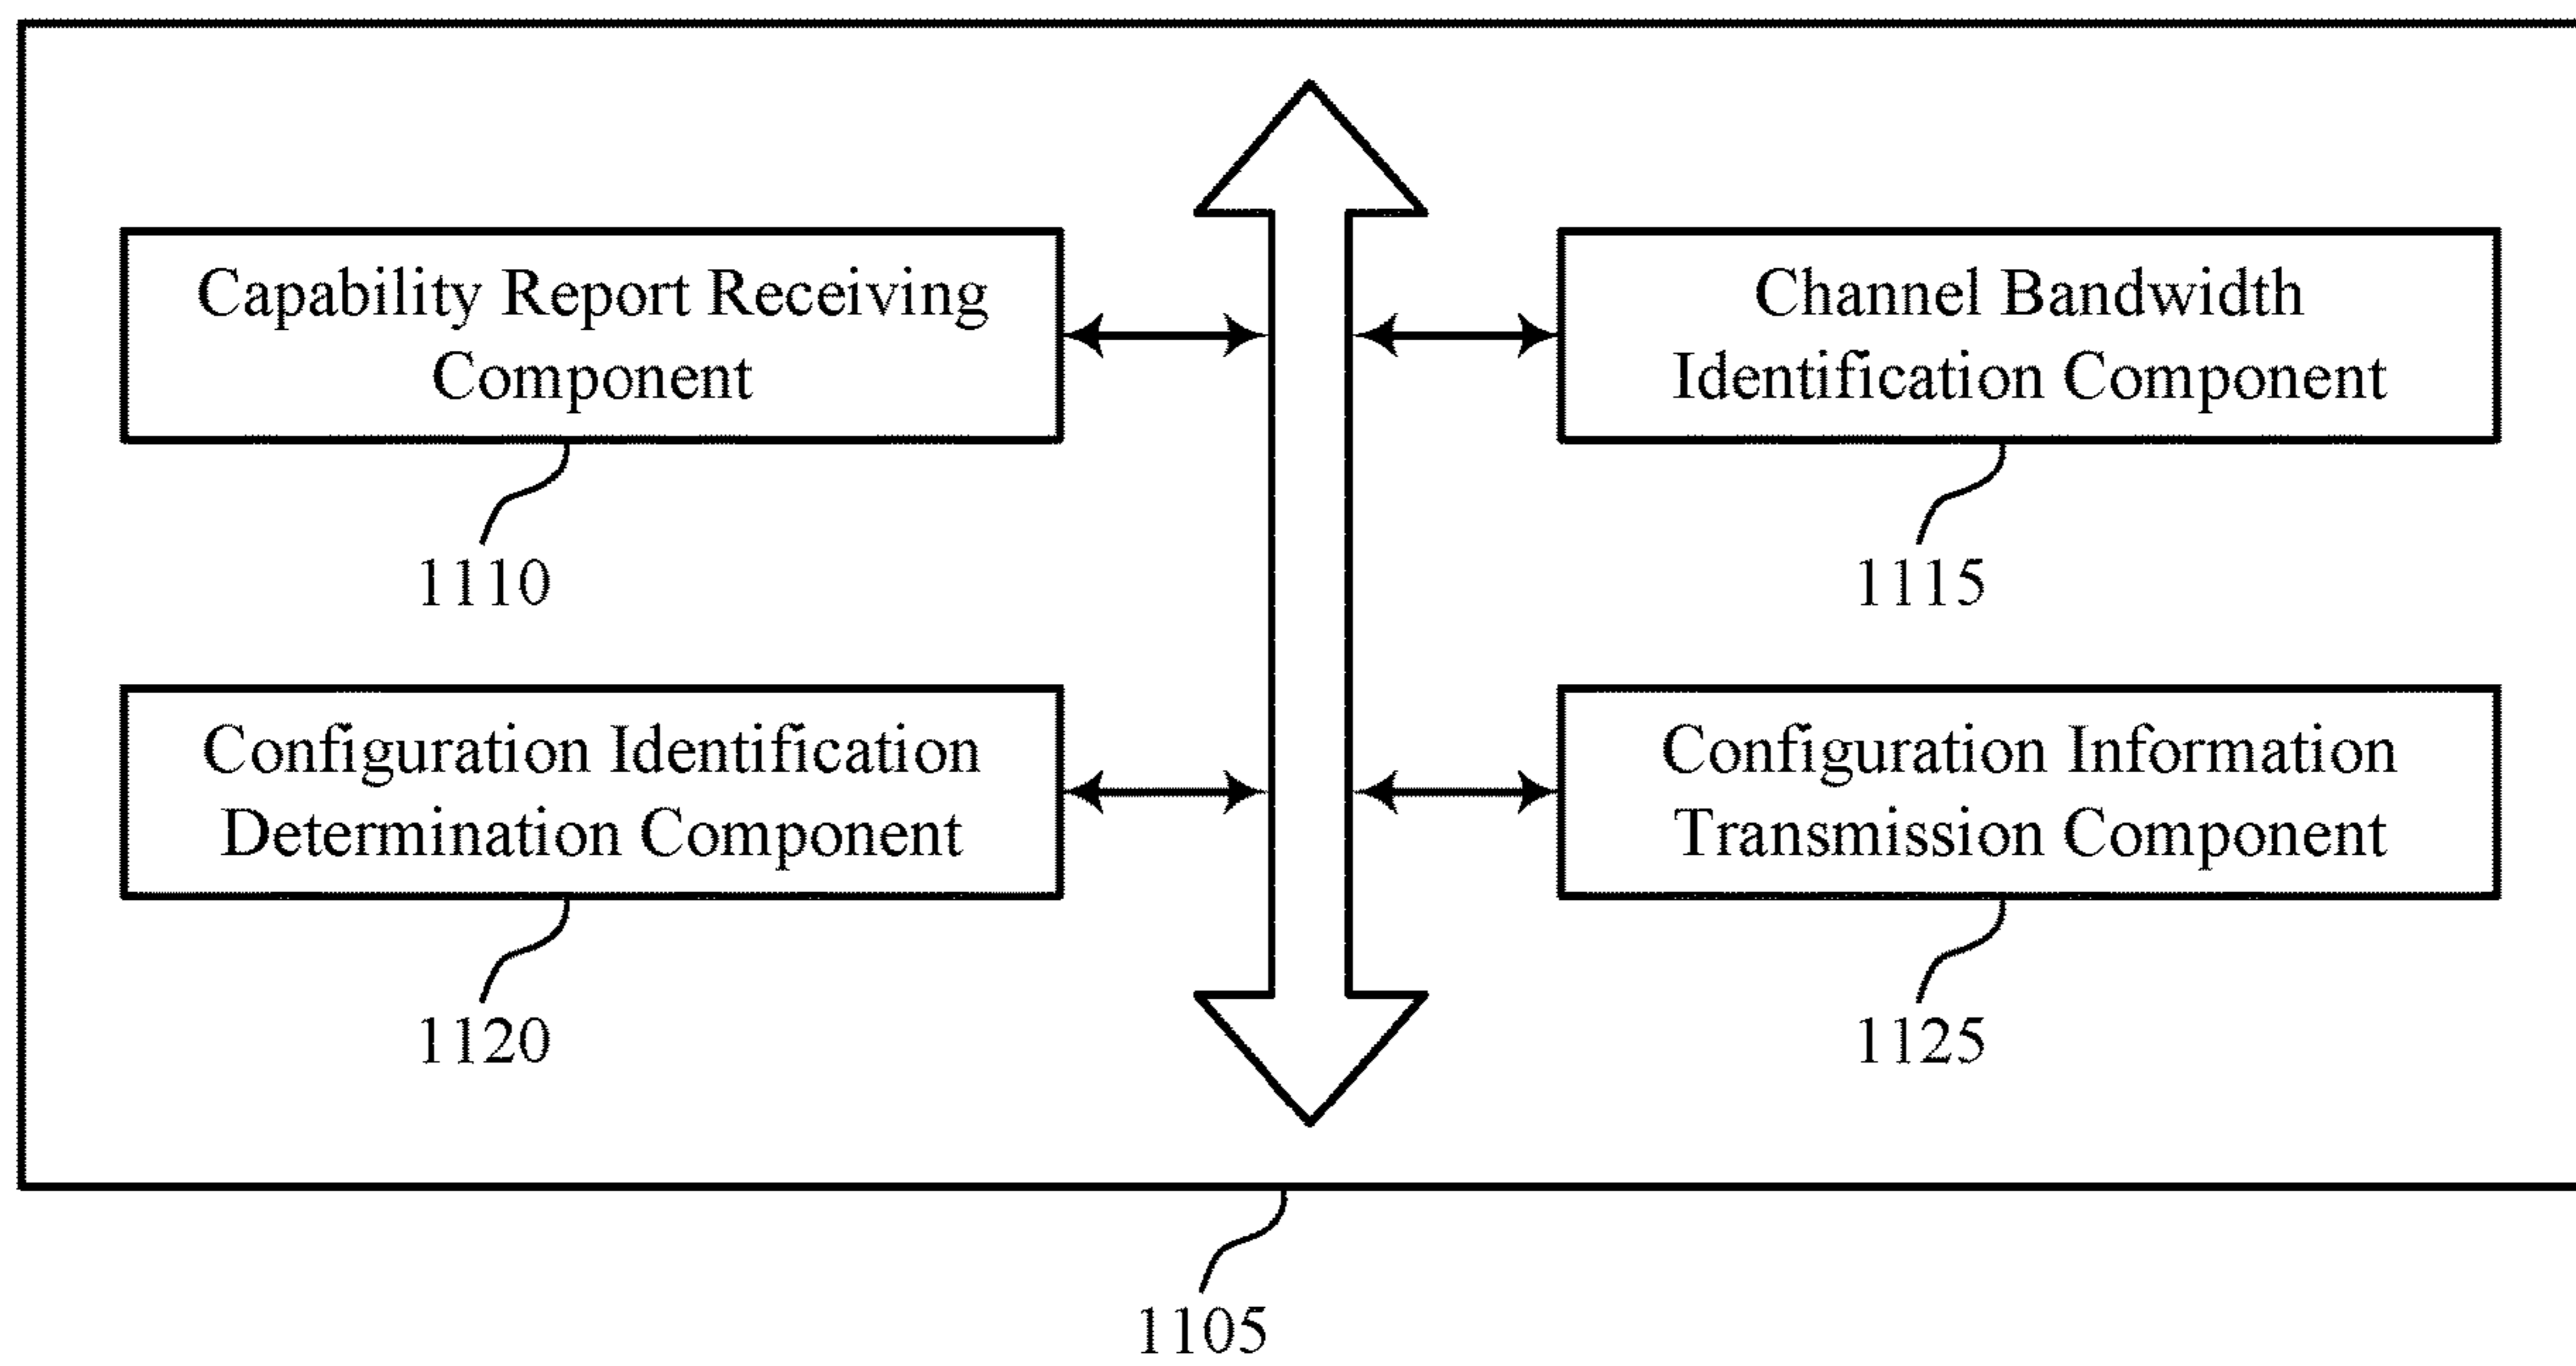 Capability Report Receiving
Component
1110
Channel Bandwidth
Identification Component
1115
Configuration Identification
Determination Component
1120
Configuration Information
Transmission Component
1125
1105